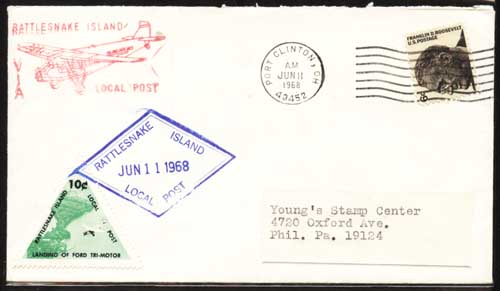 RATTLESNAKE ISLAND
VIA
LOCAL POST
PORT CLINTON, OH
AM
JUN 11
1968
43452
FRANKLIN D. ROOSEVELT
U.S. POSTAGE
6¢
RATTLESNAKE ISLAND
JUN 11 1968
LOCAL POST
10¢
RATTLESNAKE ISLAND
LOCAL POST
LANDING OF FORD TRI-MOTOR
Young's Stamp Center
4720 Oxford Ave.
Phil. Pa. 19124